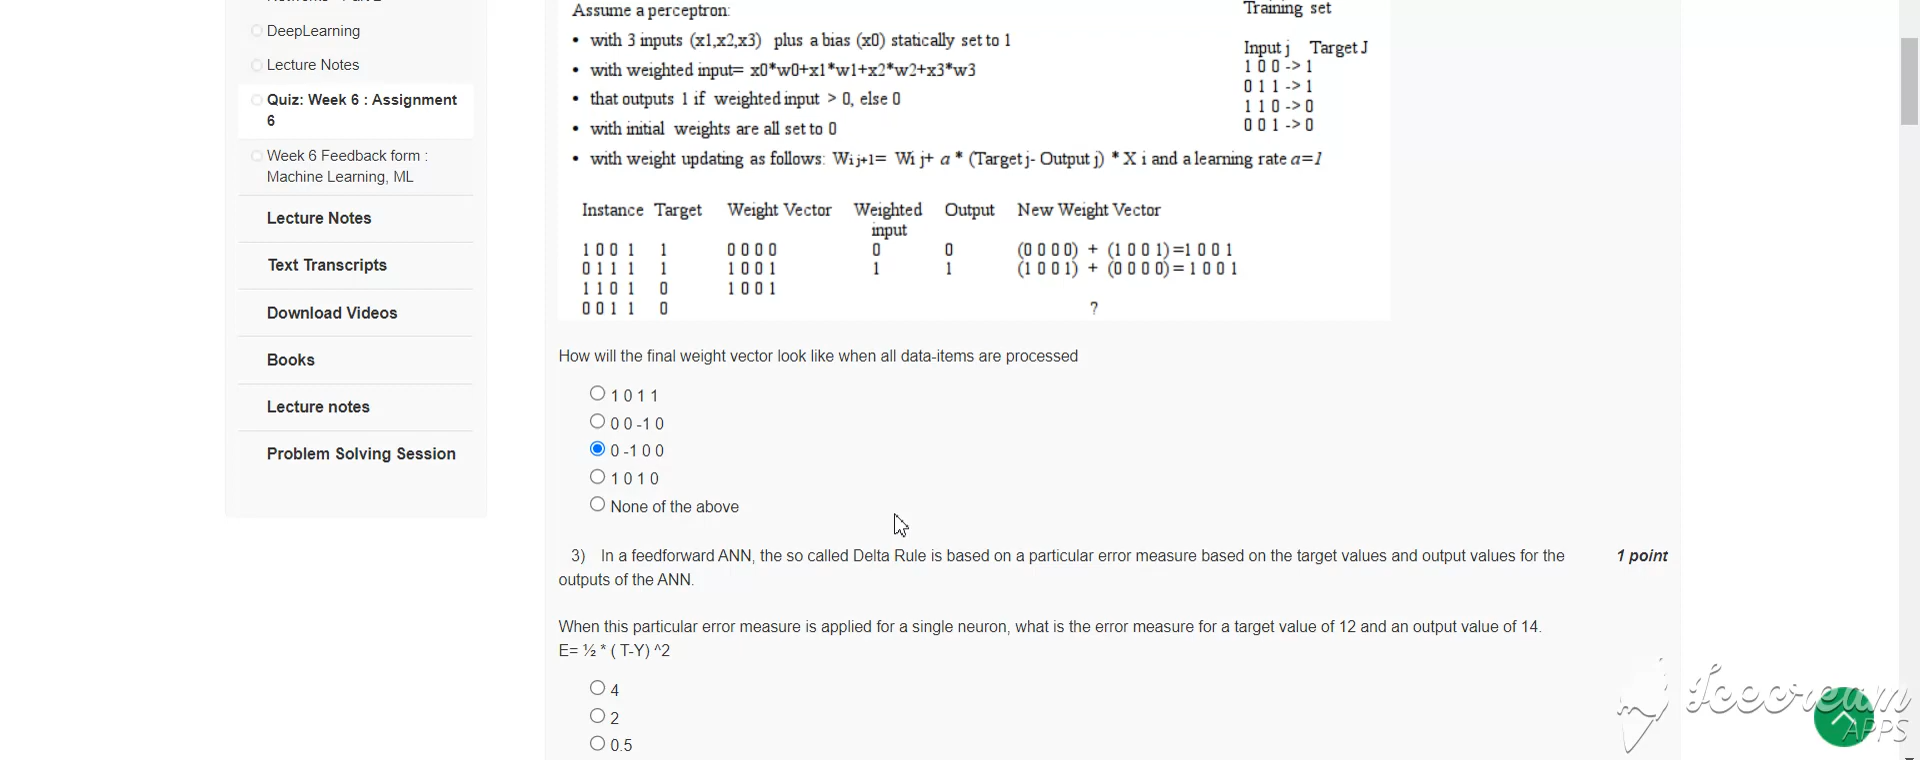 DeepLearning
Lecture Notes
Quiz: Week 6 : Assignment
6
Week 6 Feedback form :
Machine Learning, ML
Lecture Notes
Text Transcripts
Download Videos
Books
Lecture notes
Problem Solving Session
Assume a perceptron:
• with 3 inputs (x1,x2,x3) plus a bias (x0) statically set to 1
• with weighted input= x0*w0+x1*w1+x2*w2+x3*w3
• that outputs 1 if weighted input > 0, else 0
• with initial weights are all set to 0
• with weight updating as follows: Wi j+1= Wi j+ a * (Target j- Output j) * X i and a learning rate a=1
Training set
Input j Target J
1 0 0 -> 1
0 1 1 -> 1
1 1 0 -> 0
0 0 1 -> 0
Instance Target Weight Vector Weighted input Output New Weight Vector
1 0 0 1 1 0 0 0 0 0 0 (0 0 0 0) + (1 0 0 1)=1 0 0 1
0 1 1 1 1 1 0 0 1 1 1 (1 0 0 1) + (0 0 0 0)= 1 0 0 1
1 1 0 1 0 1 0 0 1
0 0 1 1 0 ?
How will the final weight vector look like when all data-items are processed
1 0 1 1
0 0 -1 0
0 -1 0 0
1 0 1 0
None of the above
3) In a feedforward ANN, the so called Delta Rule is based on a particular error measure based on the target values and output values for the 1 point
outputs of the ANN.
When this particular error measure is applied for a single neuron, what is the error measure for a target value of 12 and an output value of 14.
E= ½ * ( T-Y) ^2
4
2
0.5
Icecream
APPS